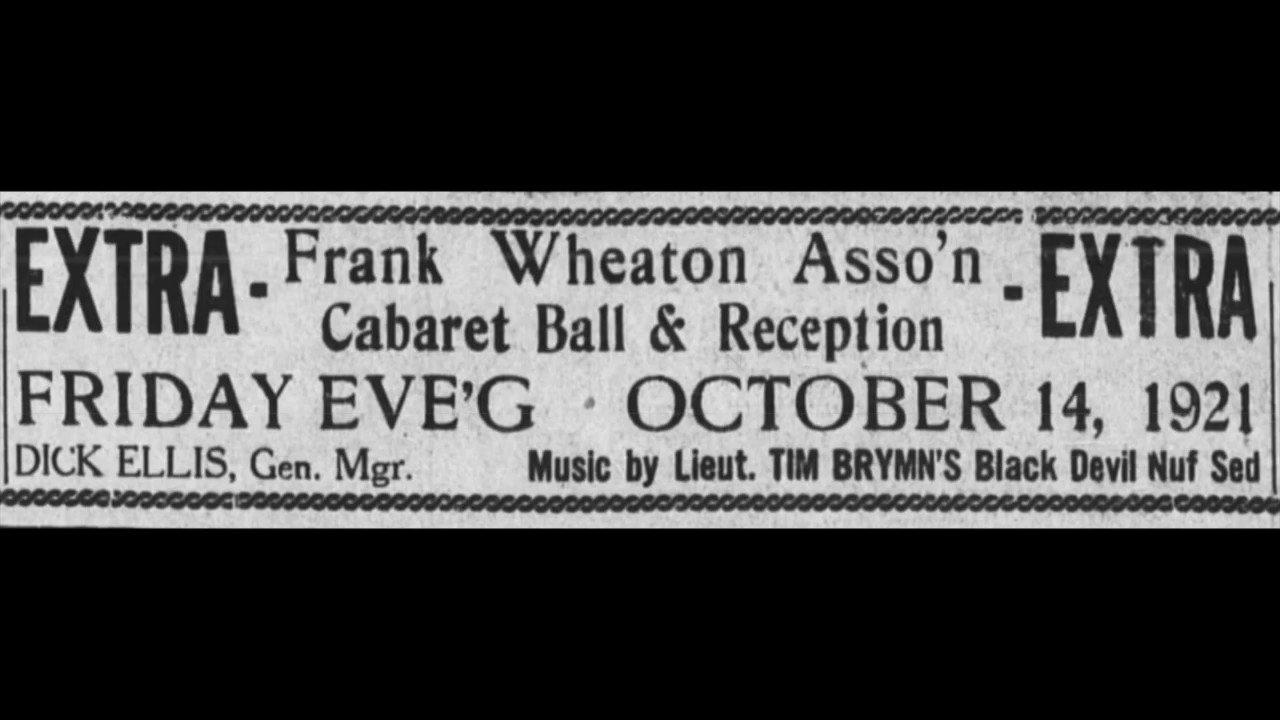 EXTRA - Frank Wheaton Asso'n - EXTRA
Cabaret Ball & Reception
FRIDAY EVE'G · OCTOBER 14, 1921
DICK ELLIS, Gen. Mgr. Music by Lieut. TIM BRYMN'S Black Devil Nuf Sed